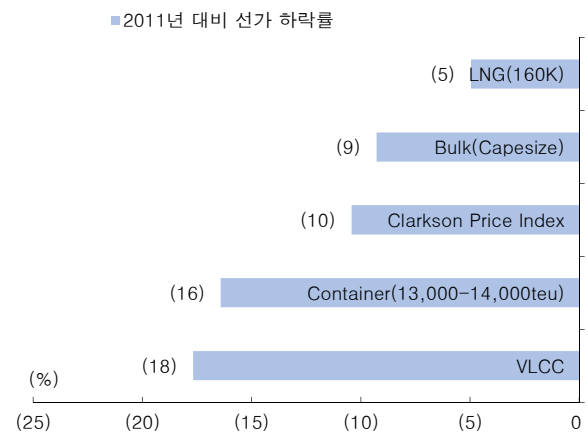 2011년 대비 선가 하락률
(5) LNG(160K)
(9) Bulk(Capesize)
(10) Clarkson Price Index
(16) Container(13,000-14,000teu)
(18) VLCC
(%)
(25) (20) (15) (10) (5) 0